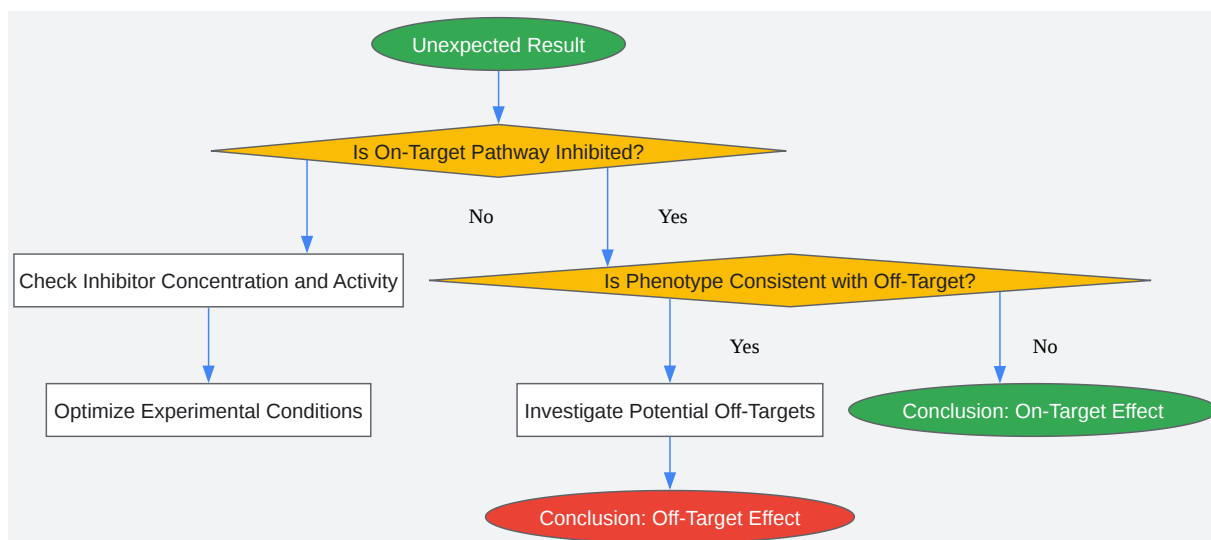 Unexpected Result
Is On-Target Pathway Inhibited?
No
Yes
Check Inhibitor Concentration and Activity
Is Phenotype Consistent with Off-Target?
Yes
No
Optimize Experimental Conditions
Investigate Potential Off-Targets
Conclusion: On-Target Effect
Conclusion: Off-Target Effect